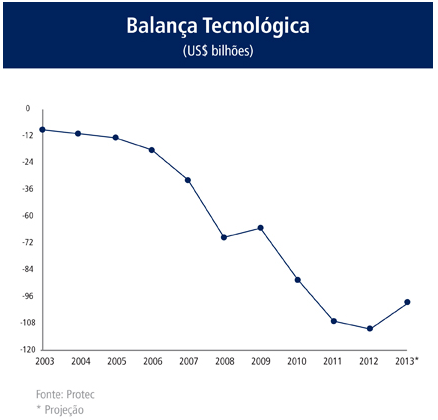 Balança Tecnológica
(US$ bilhões)
0
-12
-24
-36
-48
-60
-72
-84
-96
-108
-120
2003 2004 2005 2006 2007 2008 2009 2010 2011 2012 2013*
Fonte: Protec
* Projeção